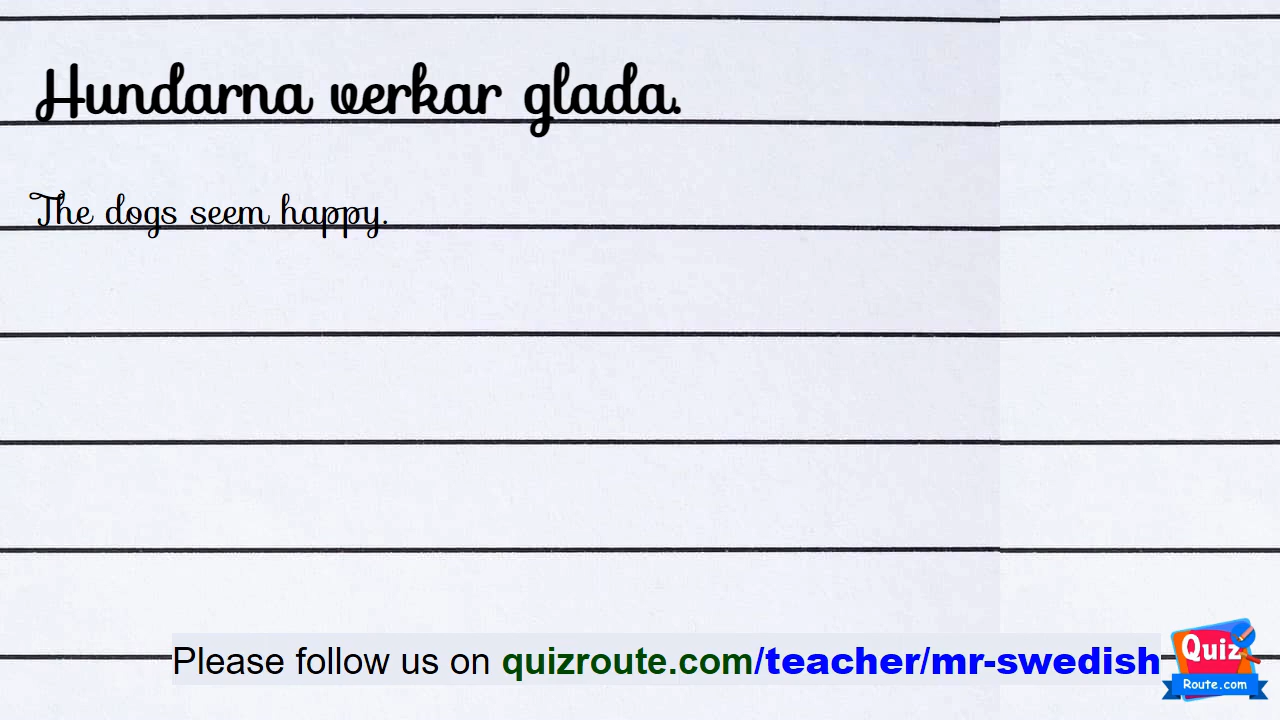 Hundarna verkar glada.
The dogs seem happy.
Please follow us on quizroute.com/teacher/mr-swedish
Quiz
Route.com